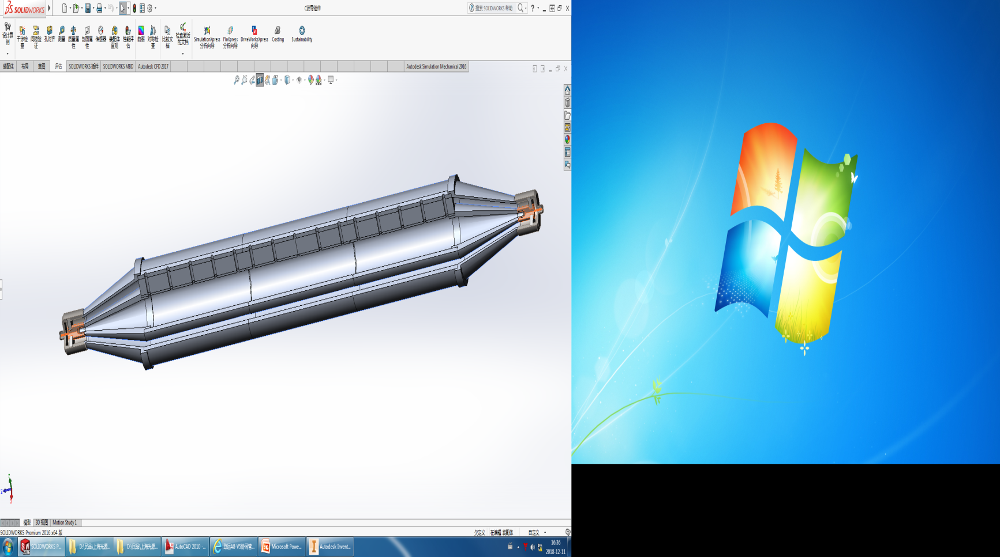 SOLIDWORKS
C波导组件
搜索 SOLIDWORKS 帮助
?
设计算例
干涉检查
间隙验证
孔对齐
测量
质量属性
剖面属性
传感器
装配体直观
性能评估
曲率
对称检查
比较文档
检查激活的文档
SimulationXpress 分析向导
FloXpress 分析向导
DriveWorksXpress 向导
Costing
Sustainability
装配体
布局
草图
评估
SOLIDWORKS 插件
SOLIDWORKS MBD
Autodesk CFD 2017
Autodesk Simulation Mechanical 2016
Y
Z
模型
3D 视图
Motion Study 1
SOLIDWORKS Premium 2016 x64 版
欠定义
在编辑 装配体
自定义
SOLIDWORKS P...
D:\民品\上海光源...
D:\民品\上海光源...
AutoCAD 2010 -...
致远A8-V5协同管...
Microsoft Powe...
Autodesk Invent...
16:36
2018-12-11